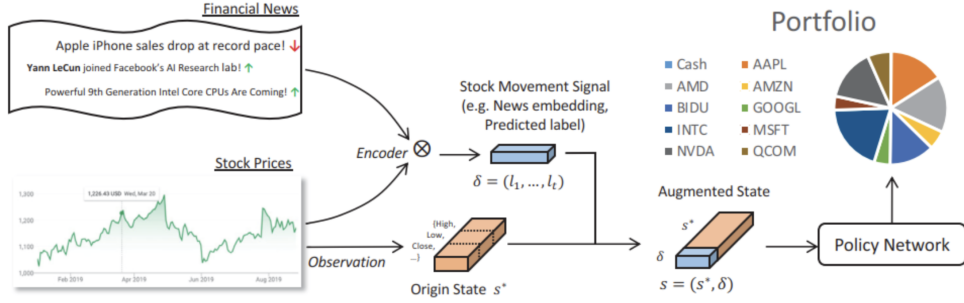 Financial News
Apple iPhone sales drop at record pace! ↓
Yann LeCun joined Facebook's AI Research lab! ↑
Powerful 9th Generation Intel Core CPUs Are Coming! ↑
Stock Prices
1,226.43 USD Wed, Mar 20
1,300
1,200
1,100
1,000
Feb 2019 Apr 2019 Jun 2019 Aug 2019
Encoder
⊗
Observation
Stock Movement Signal
(e.g. News embedding,
Predicted label)
δ = (l₁, …, lₜ)
(High,
Low,
Close,
...)
Origin State s*
Augmented State
s*
δ
s = (s*, δ)
Policy Network
Portfolio
Cash AAPL
AMD AMZN
BIDU GOOGL
INTC MSFT
NVDA QCOM